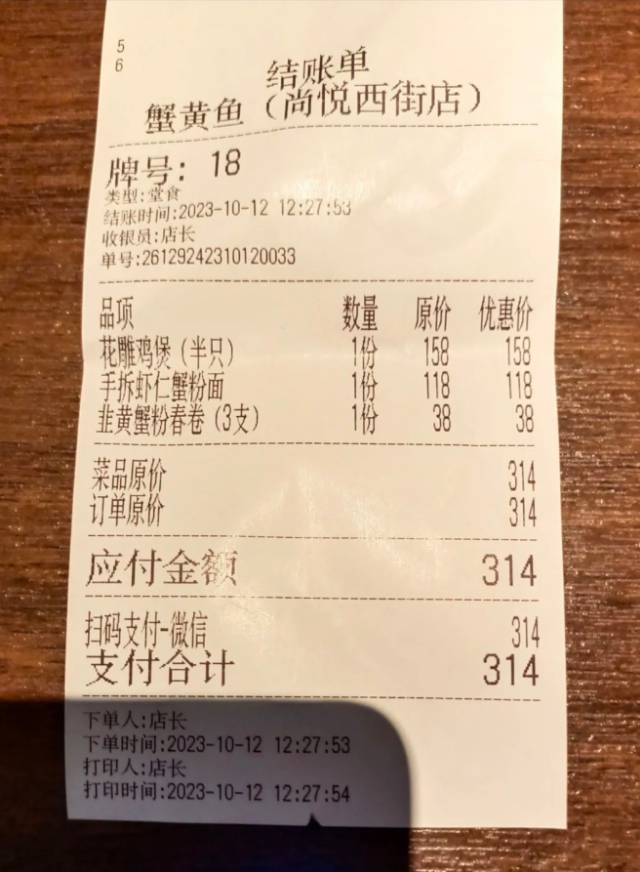 5
6
结账单
蟹黄鱼（尚悦西街店）
牌号: 18
类型:堂食
结账时间:2023-10-12 12:27:53
收银员:店长
单号:26129242310120033
品项 数量 原价 优惠价
花雕鸡煲（半只） 1份 158 158
手拆虾仁蟹粉面 1份 118 118
韭黄蟹粉春卷（3支） 1份 38 38
菜品原价 314
订单原价 314
应付金额 314
扫码支付-微信 314
支付合计 314
下单人:店长
下单时间:2023-10-12 12:27:53
打印人:店长
打印时间:2023-10-12 12:27:54